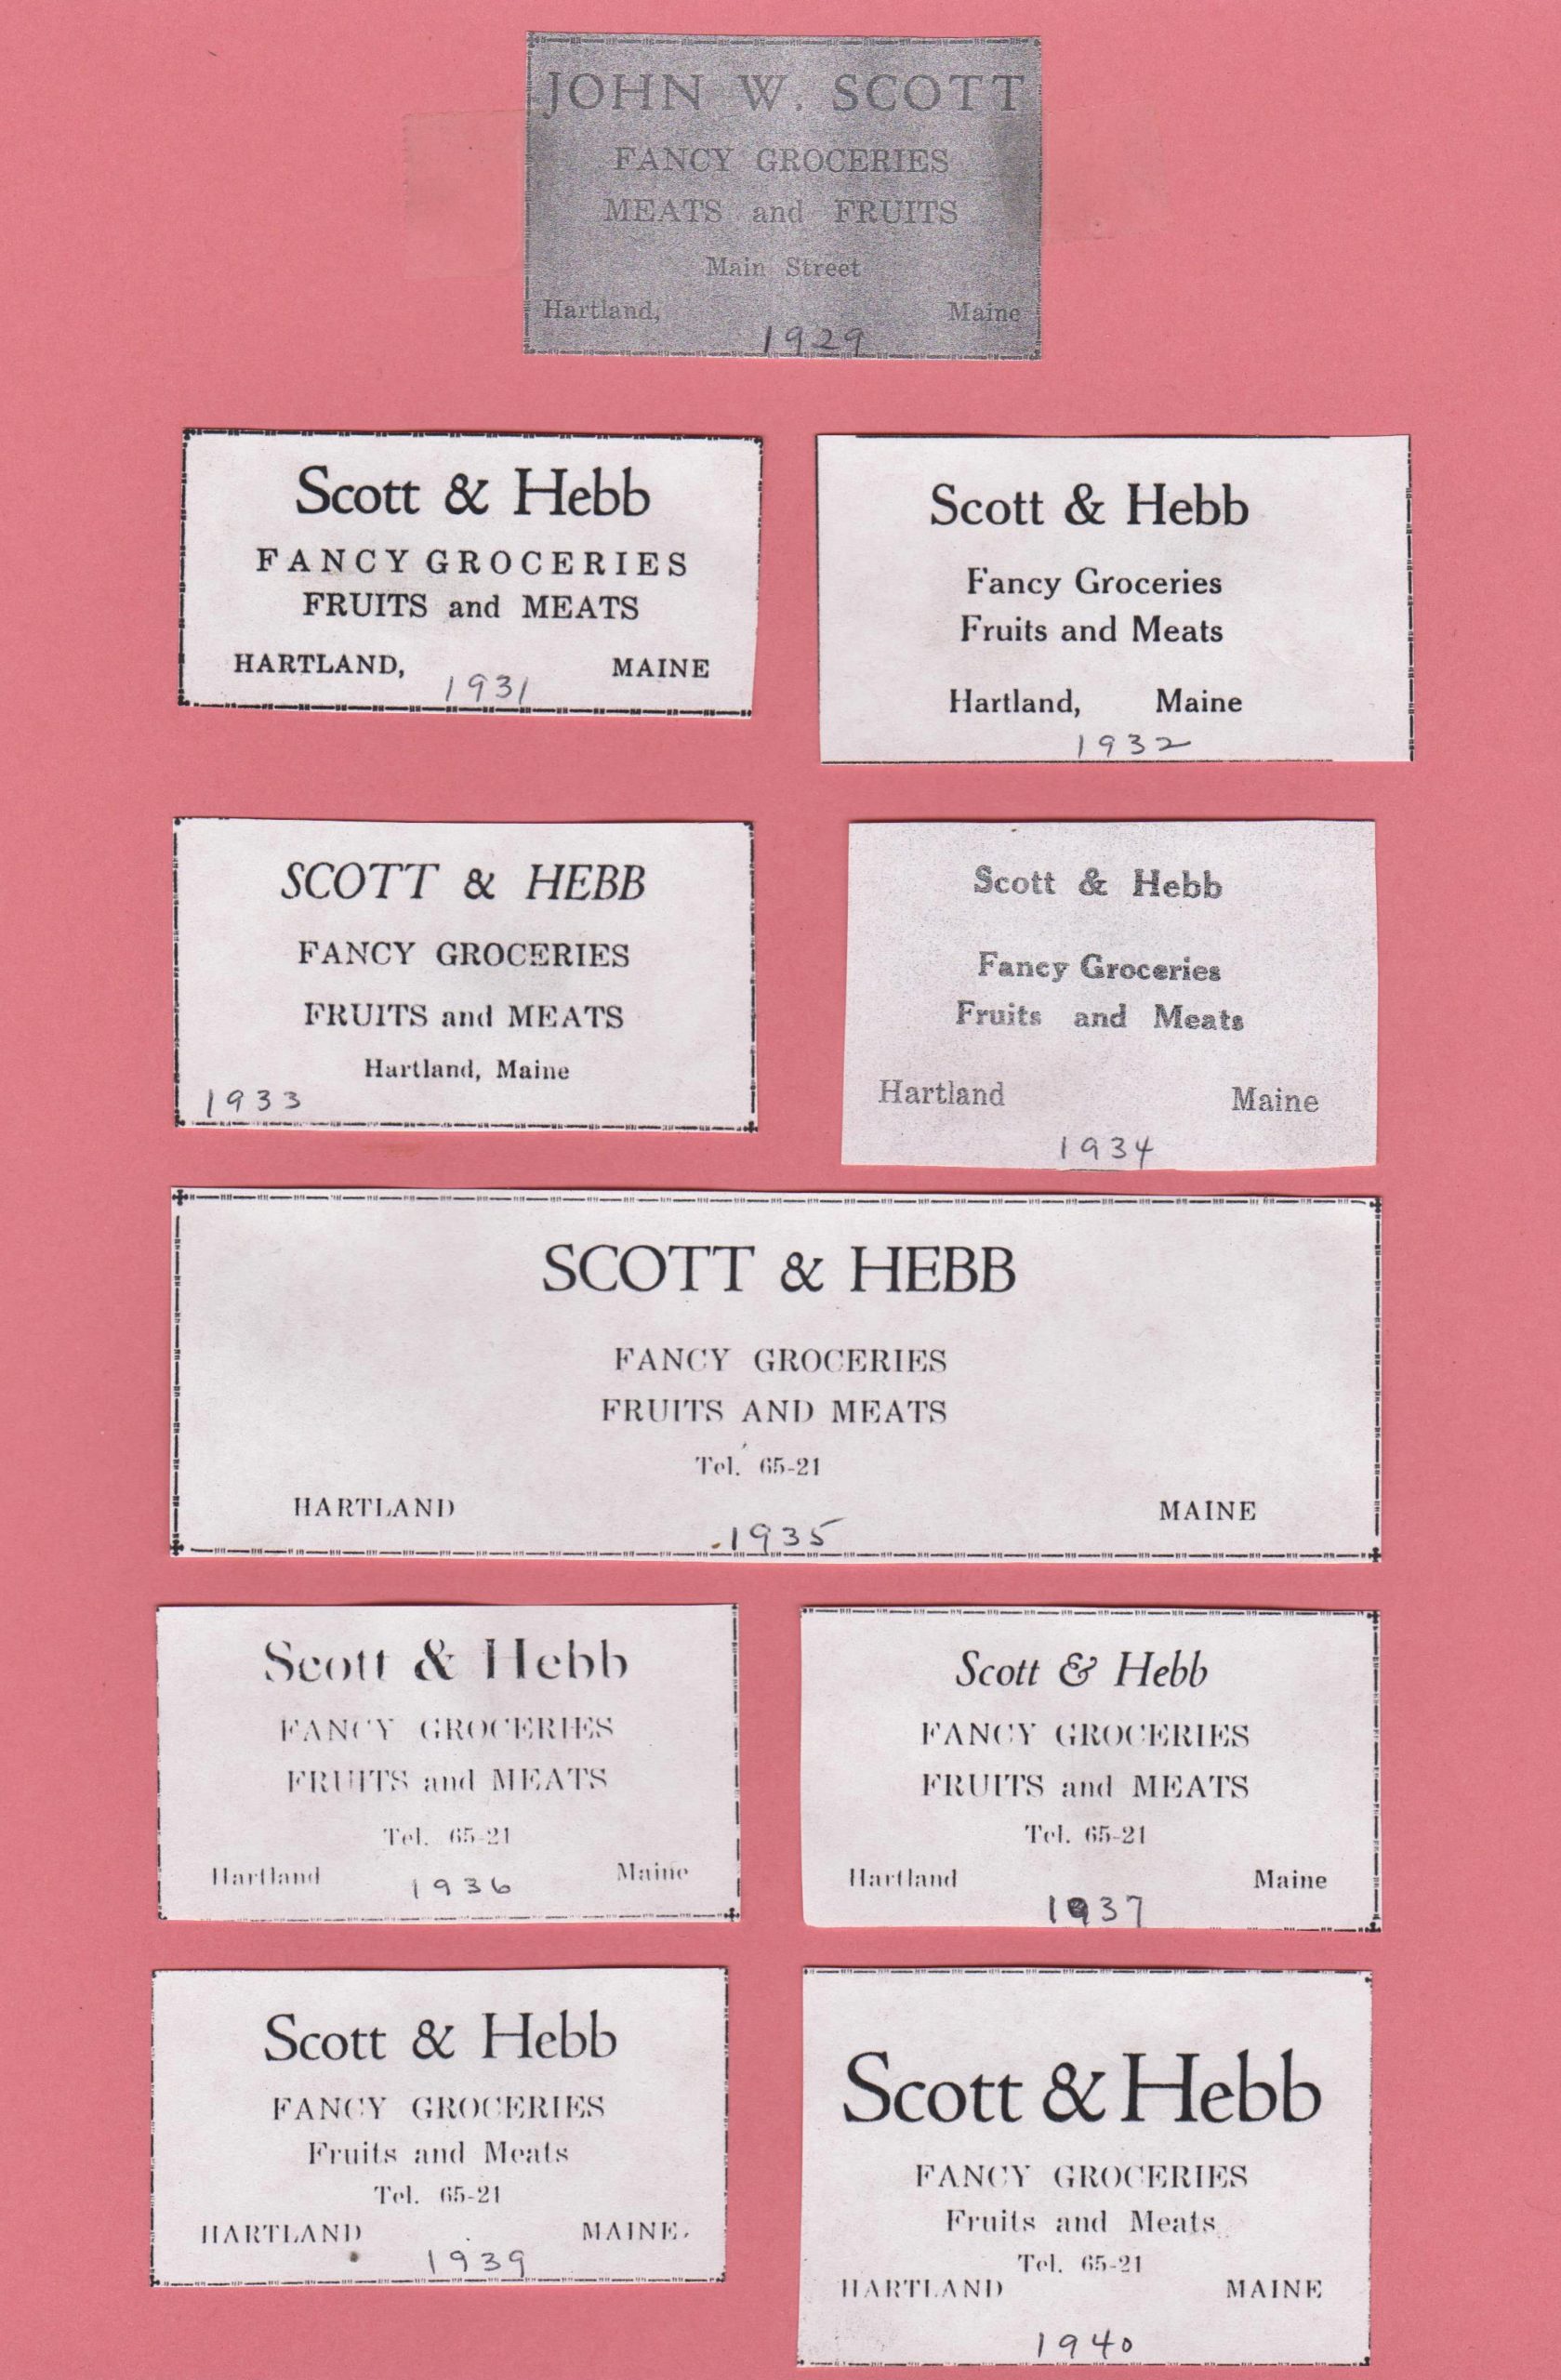 JOHN W. SCOTT
FANCY GROCERIES
MEATS and FRUITS
Main Street
Hartland, Maine
1929
Scott & Hebb
FANCY GROCERIES
FRUITS and MEATS
HARTLAND, MAINE
1931
Scott & Hebb
Fancy Groceries
Fruits and Meats
Hartland, Maine
1932
SCOTT & HEBB
FANCY GROCERIES
FRUITS and MEATS
Hartland, Maine
1933
Scott & Hebb
Fancy Groceries
Fruits and Meats
Hartland Maine
1934
SCOTT & HEBB
FANCY GROCERIES
FRUITS AND MEATS
Tel. 65-21
HARTLAND MAINE
1935
Scott & Hebb
FANCY GROCERIES
FRUITS and MEATS
Tel. 65-21
Hartland Maine
1936
Scott & Hebb
FANCY GROCERIES
FRUITS and MEATS
Tel. 65-21
Hartland Maine
1937
Scott & Hebb
FANCY GROCERIES
Fruits and Meats
Tel. 65-21
HARTLAND MAINE.
1939
Scott & Hebb
FANCY GROCERIES
Fruits and Meats
Tel. 65-21
HARTLAND MAINE
1940